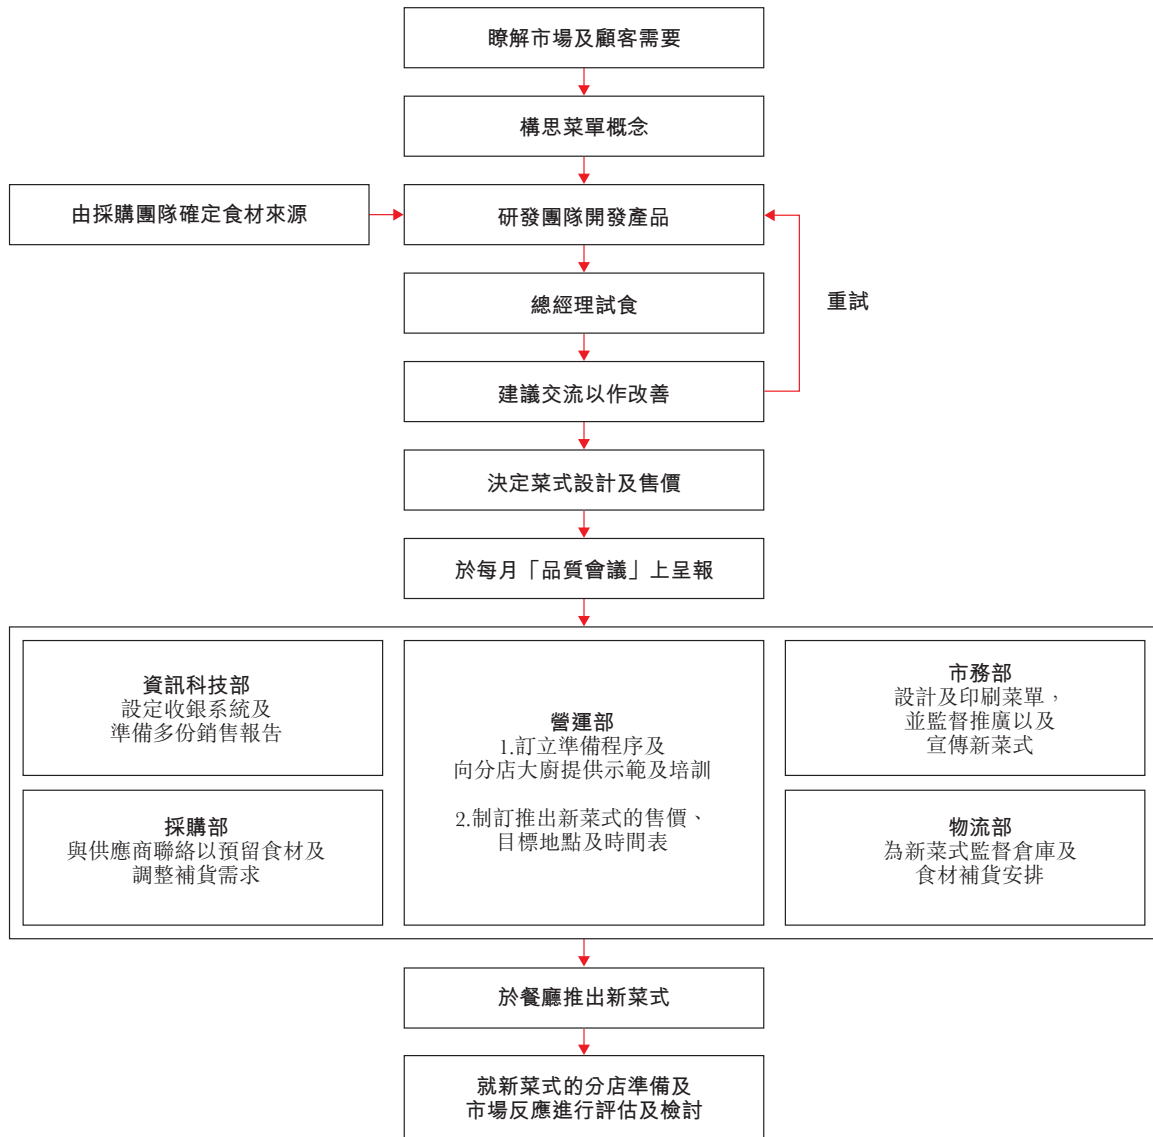 瞭解市場及顧客需要
構思菜單概念
由採購團隊確定食材來源
研發團隊開發產品
總經理試食
重試
建議交流以作改善
決定菜式設計及售價
於每月「品質會議」上呈報
資訊科技部
設定收銀系統及
準備多份銷售報告
採購部
與供應商聯絡以預留食材及
調整補貨需求
營運部
1.訂立準備程序及
向分店大廚提供示範及培訓
2.制訂推出新菜式的售價、
目標地點及時間表
市務部
設計及印刷菜單，
並監督推廣以及
宣傳新菜式
物流部
為新菜式監督倉庫及
食材補貨安排
於餐廳推出新菜式
就新菜式的分店準備及
市場反應進行評估及檢討